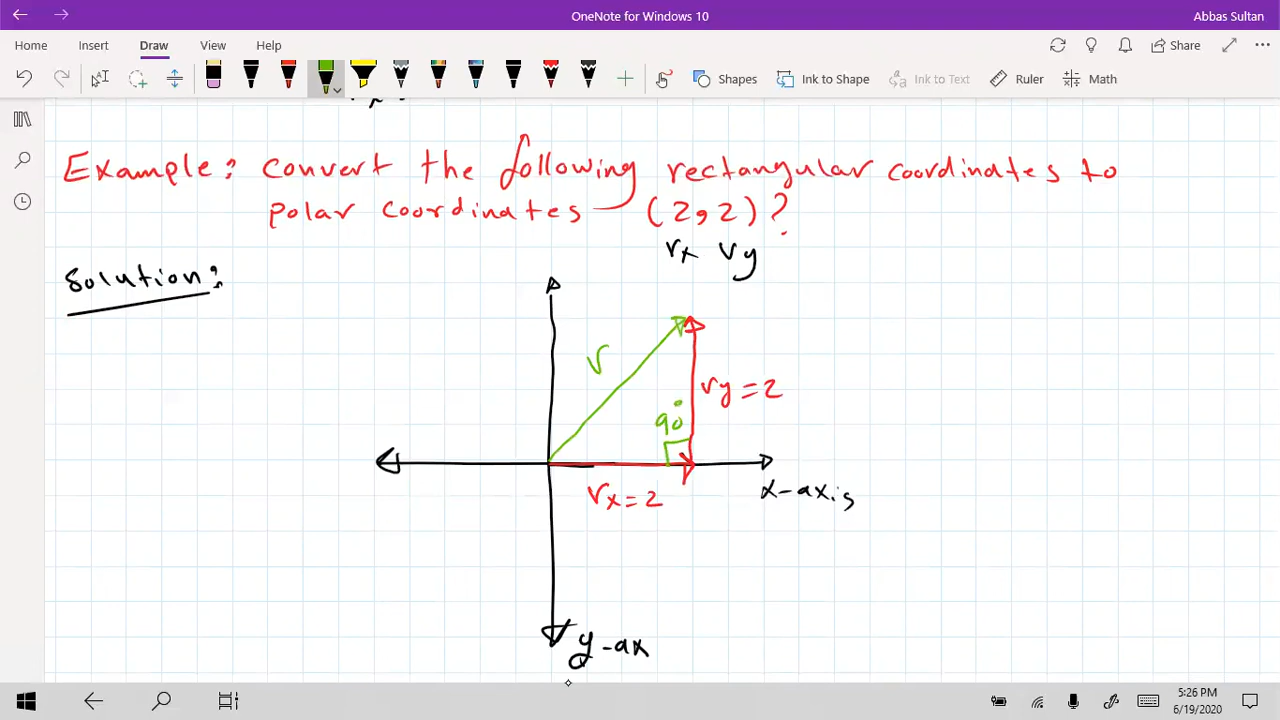 OneNote for Windows 10
Abbas Sultan
Home Insert Draw View Help
Share
Shapes Ink to Shape Ink to Text Ruler Math
Example: convert the following rectangular coordinates to
polar coordinates (2,2)?
rx ry
Solution:
r
ry=2
90°
rx=2
x-axis
y-ax
5:26 PM
6/19/2020